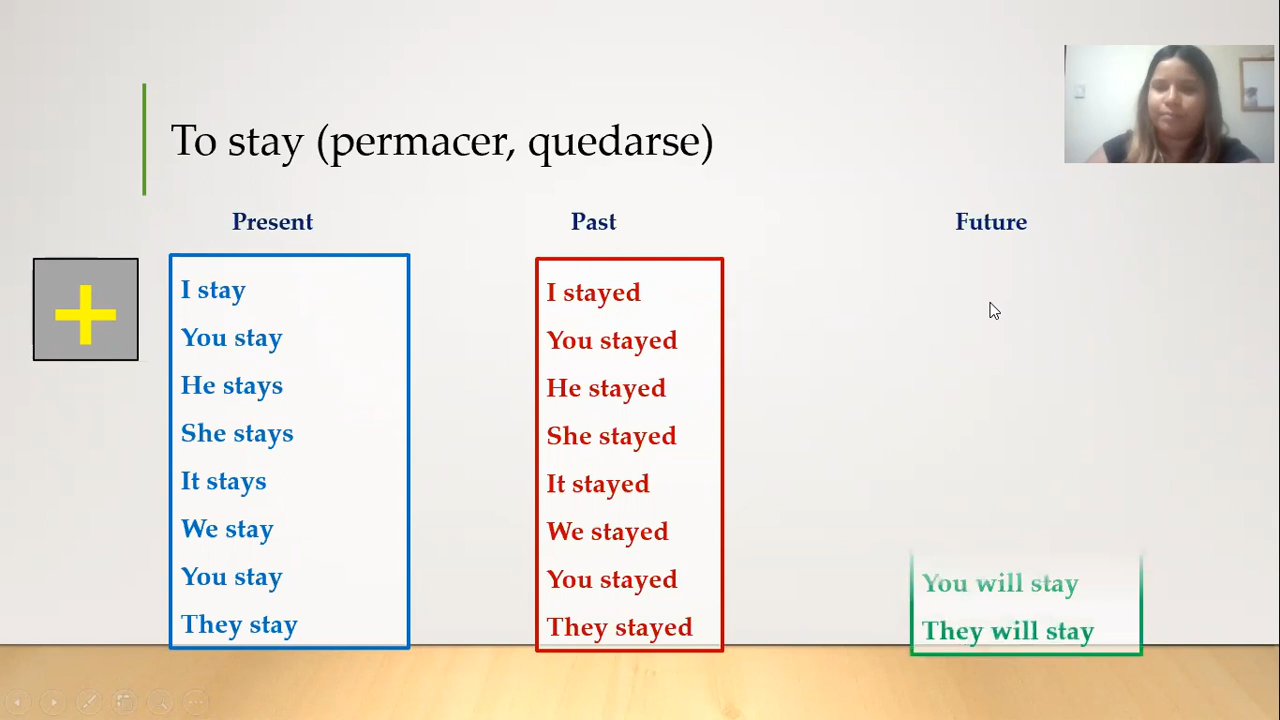 To stay (permacer, quedarse)
Present
Past
Future
I stay
You stay
He stays
She stays
It stays
We stay
You stay
They stay
I stayed
You stayed
He stayed
She stayed
It stayed
We stayed
You stayed
They stayed
You will stay
They will stay